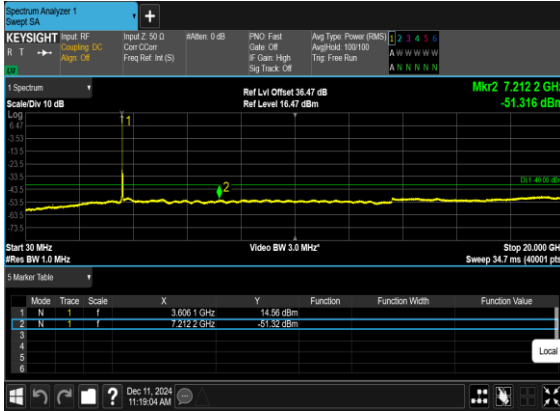 Spectrum Analyzer 1
Swept SA
+
KEYSIGHT
R T
Input: RF
Coupling: DC
Align: Off
Input Z: 50 Ω
Corr CCorr
Freq Ref: Int (S)
#Atten: 0 dB
PNO: Fast
Gate: Off
IF Gain: High
Sig Track: Off
Avg Type: Power (RMS)
Avg|Hold: 100/100
Trig: Free Run
1 2 3 4 5 6
A W W W W W
A N N N N N
1 Spectrum
Scale/Div 10 dB
Ref Lvl Offset 36.47 dB
Ref Level 16.47 dBm
Mkr2 7.212 2 GHz
-51.316 dBm
Log
6.47
-3.53
-13.5
-23.5
-33.5
-43.5
-53.5
-63.5
-73.5
1
2
DL1 -40.00 dBm
Start 30 MHz
#Res BW 1.0 MHz
Video BW 3.0 MHz*
Stop 20.000 GH
Sweep 34.7 ms (40001 pts
5 Marker Table
Mode Trace Scale X Y Function Function Width Function Value
1 N 1 f 3.606 1 GHz 14.56 dBm
2 N 1 f 7.212 2 GHz -51.32 dBm
3
4
5
6
Local
?
Dec 11, 2024
11:19:04 AM